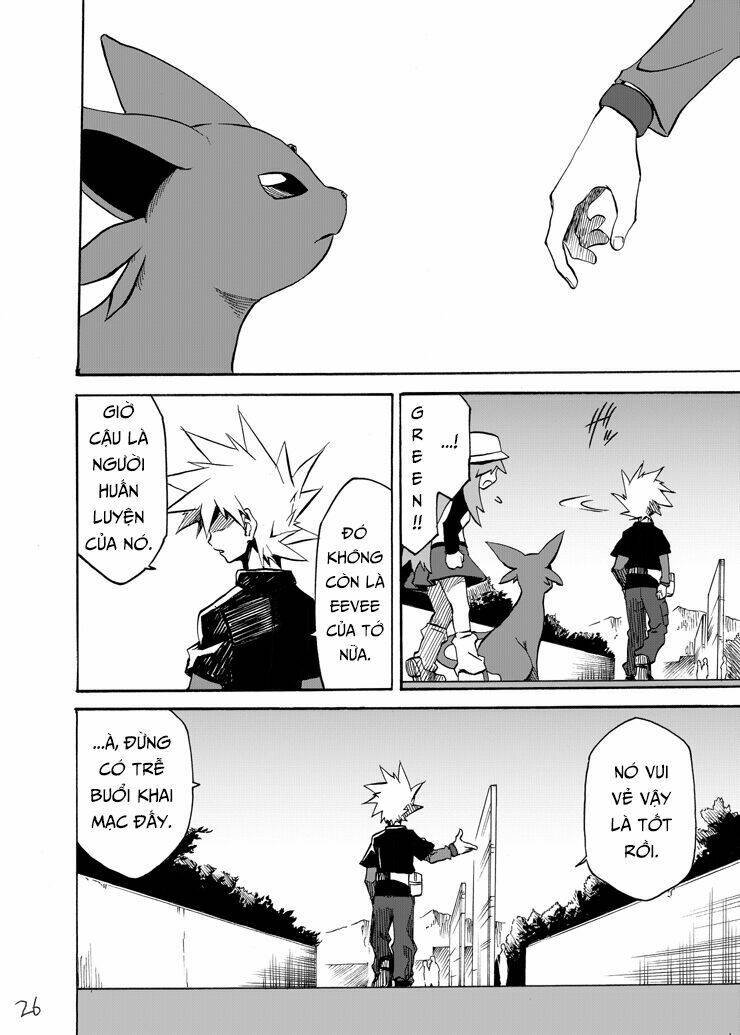 ...!
GREEN!!
ĐÓ
KHÔNG
CÒN LÀ
EEVEE
CỦA TỚ
NỮA.
GIỜ
CẬU LÀ
NGƯỜI
HUẤN
LUYỆN
CỦA NÓ.
NÓ VUI
VẺ VẬY
LÀ TỐT
RỒI.
...À, ĐỪNG
CÓ TRỄ
BUỔI KHAI
MẠC ĐẤY.
26